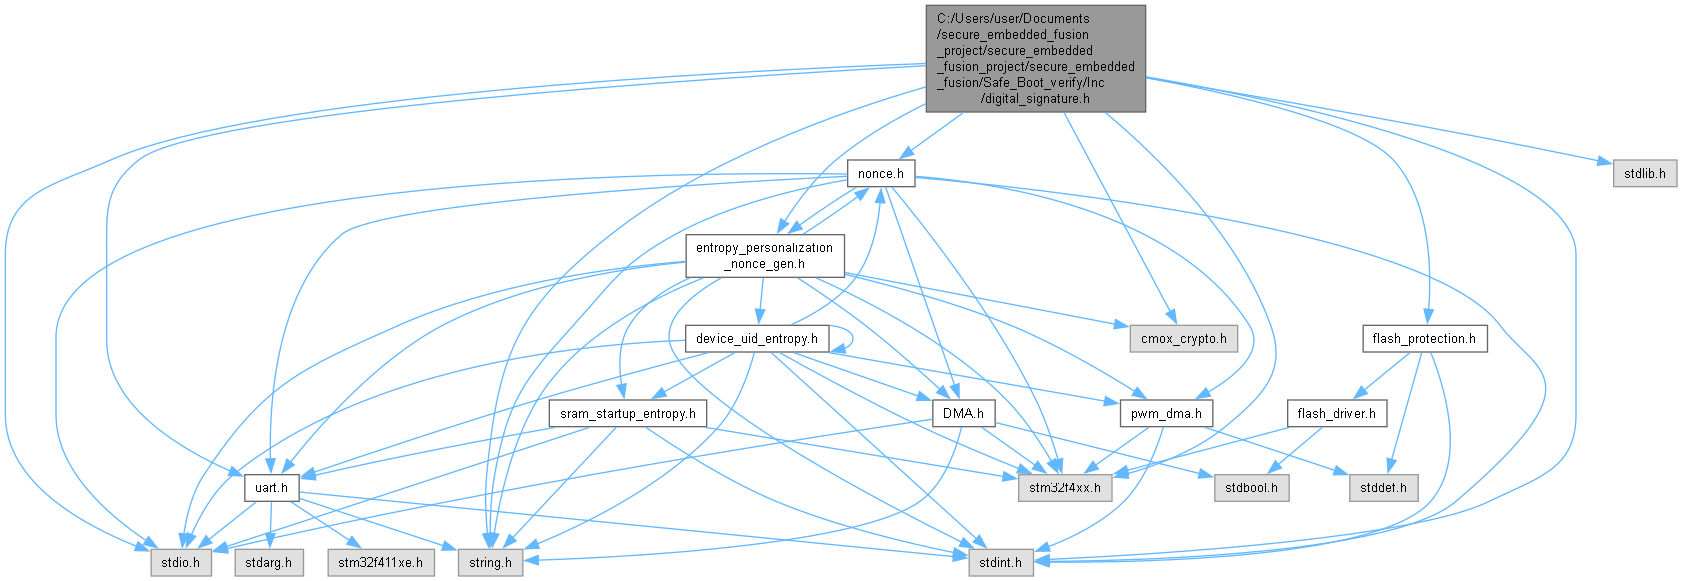 C:/Users/user/Documents
/secure_embedded_fusion
_project/secure_embedded
_fusion_project/secure_embedded
_fusion/Safe_Boot_verify/Inc
/digital_signature.h
stdlib.h
nonce.h
entropy_personalization
_nonce_gen.h
device_uid_entropy.h
cmox_crypto.h
flash_protection.h
sram_startup_entropy.h
DMA.h
pwm_dma.h
flash_driver.h
uart.h
stm32f4xx.h
stdbool.h
stddef.h
stdio.h
stdarg.h
stm32f411xe.h
string.h
stdint.h